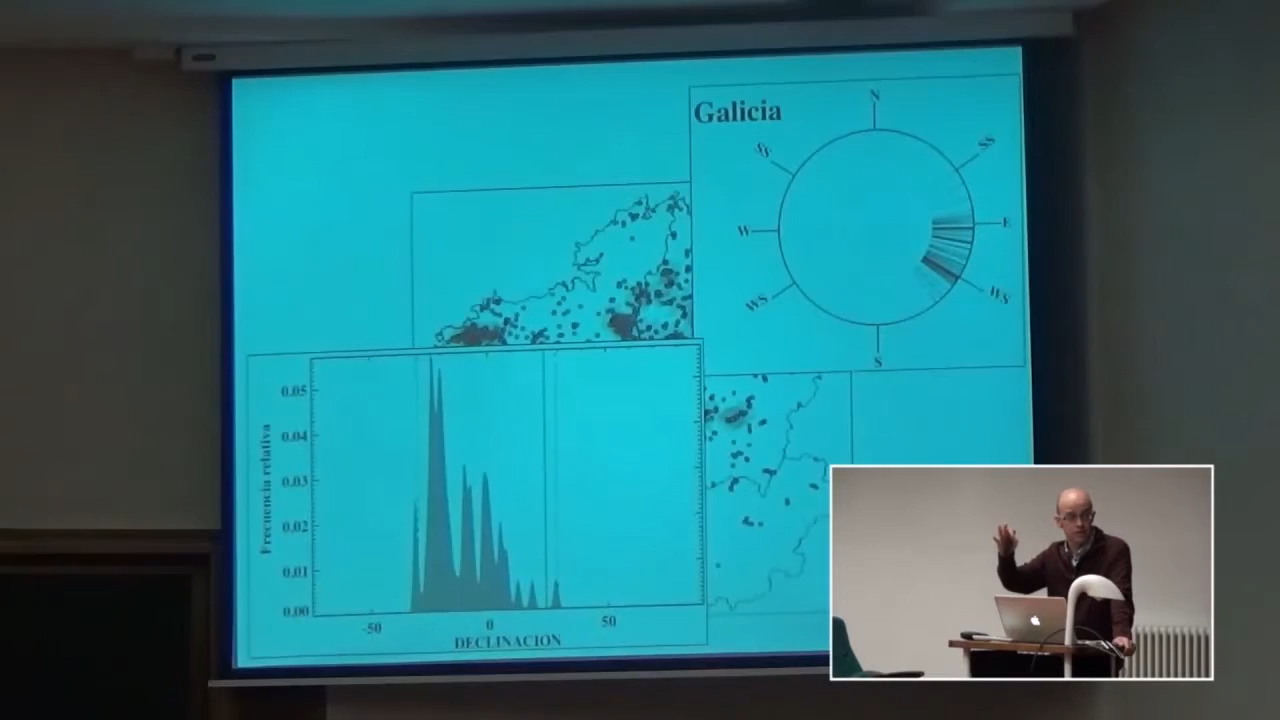 Galicia
N
SS
SS
W
E
WS
WS
S
Frecuencia relativa
0.05
0.04
0.03
0.02
0.01
0.00
-50
0
50
DECLINACION